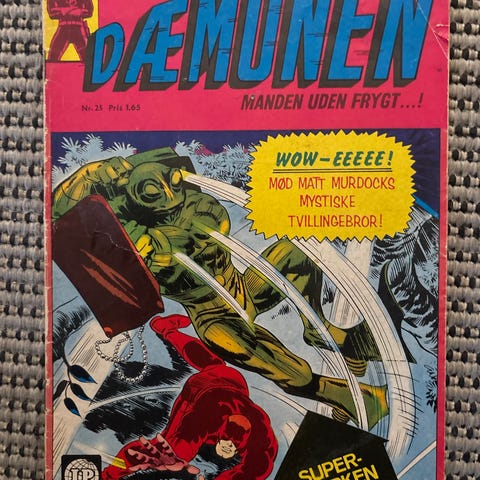 DÆMONEN
MANDEN UDEN FRYGT...!
Nr. 25 Pris 1.65
WOW-EEEEE!
MØD MATT MURDOCKS
MYSTISKE
TVILLINGEBROR!
SUPER-
I.P.